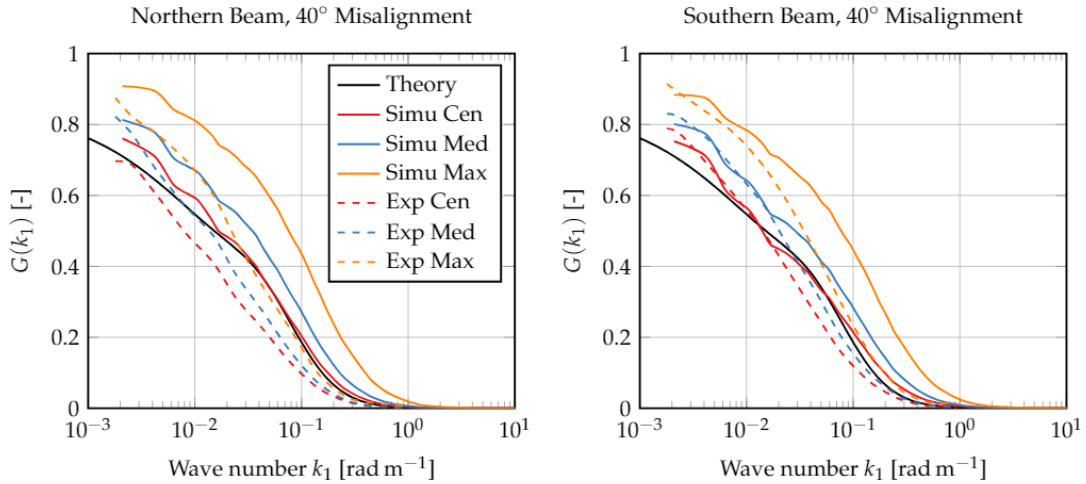 Northern Beam, 40° Misalignment
1
0.8
0.6
0.4
0.2
0
G(k₁) [-]
10⁻³ 10⁻² 10⁻¹ 10⁰ 10¹
Wave number k₁ [rad m⁻¹]
Theory
Simu Cen
Simu Med
Simu Max
Exp Cen
Exp Med
Exp Max
Southern Beam, 40° Misalignment
1
0.8
0.6
0.4
0.2
0
G(k₁) [-]
10⁻³ 10⁻² 10⁻¹ 10⁰ 10¹
Wave number k₁ [rad m⁻¹]